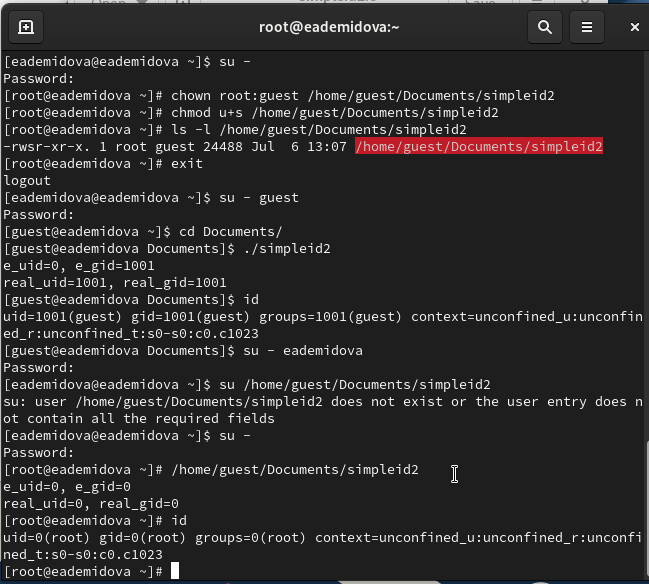 root@eademidova:~
[eademidova@eademidova ~]$ su -
Password:
[root@eademidova ~]# chown root:guest /home/guest/Documents/simpleid2
[root@eademidova ~]# chmod u+s /home/guest/Documents/simpleid2
[root@eademidova ~]# ls -l /home/guest/Documents/simpleid2
-rwsr-xr-x. 1 root guest 24488 Jul  6 13:07 /home/guest/Documents/simpleid2
[root@eademidova ~]# exit
logout
[eademidova@eademidova ~]$ su - guest
Password:
[guest@eademidova ~]$ cd Documents/
[guest@eademidova Documents]$ ./simpleid2
e_uid=0, e_gid=1001
real_uid=1001, real_gid=1001
[guest@eademidova Documents]$ id
uid=1001(guest) gid=1001(guest) groups=1001(guest) context=unconfined_u:unconfin
ed_r:unconfined_t:s0-s0:c0.c1023
[guest@eademidova Documents]$ su - eademidova
Password:
[eademidova@eademidova ~]$ su /home/guest/Documents/simpleid2
su: user /home/guest/Documents/simpleid2 does not exist or the user entry does n
ot contain all the required fields
[eademidova@eademidova ~]$ su -
Password:
[root@eademidova ~]# /home/guest/Documents/simpleid2
e_uid=0, e_gid=0
real_uid=0, real_gid=0
[root@eademidova ~]# id
uid=0(root) gid=0(root) groups=0(root) context=unconfined_u:unconfined_r:unconfi
ned_t:s0-s0:c0.c1023
[root@eademidova ~]#